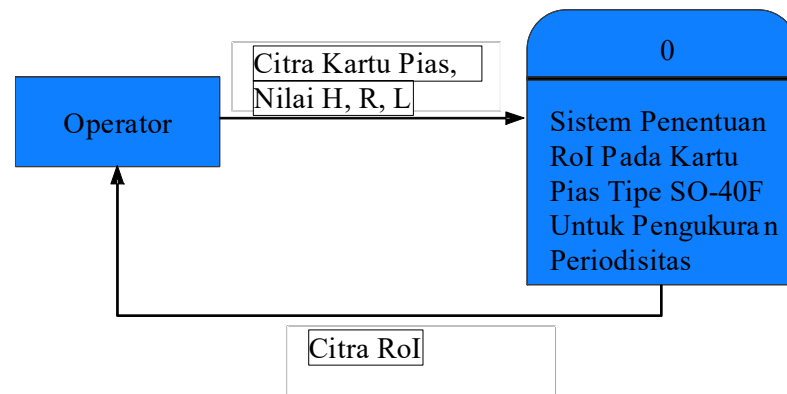 Operator
Citra Kartu Pias,
Nilai H, R, L
0
Sistem Penentuan
RoI Pada Kartu
Pias Tipe SO-40F
Untuk Pengukuran
Periodisitas
Citra RoI